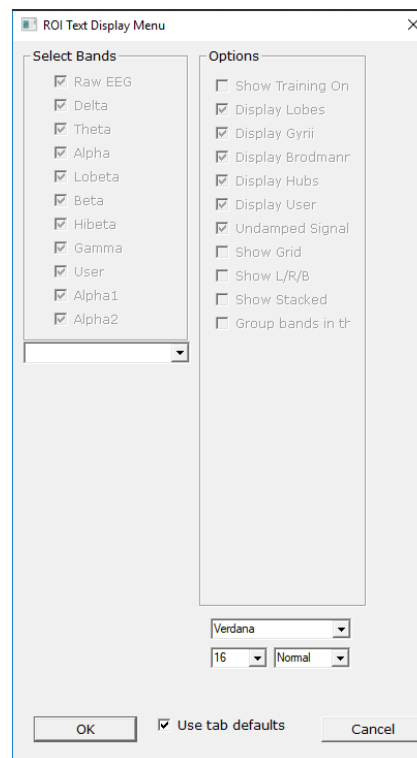 ROI Text Display Menu
Select Bands
Raw EEG
Delta
Theta
Alpha
Lobeta
Beta
Hibeta
Gamma
User
Alpha1
Alpha2
Options
Show Training On
Display Lobes
Display Gyrii
Display Brodmanr
Display Hubs
Display User
Undamped Signal
Show Grid
Show L/R/B
Show Stacked
Group bands in th
Verdana
16 Normal
OK Use tab defaults Cancel